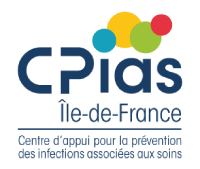 CPias
Île-de-France
Centre d'appui pour la prévention
des infections associées aux soins